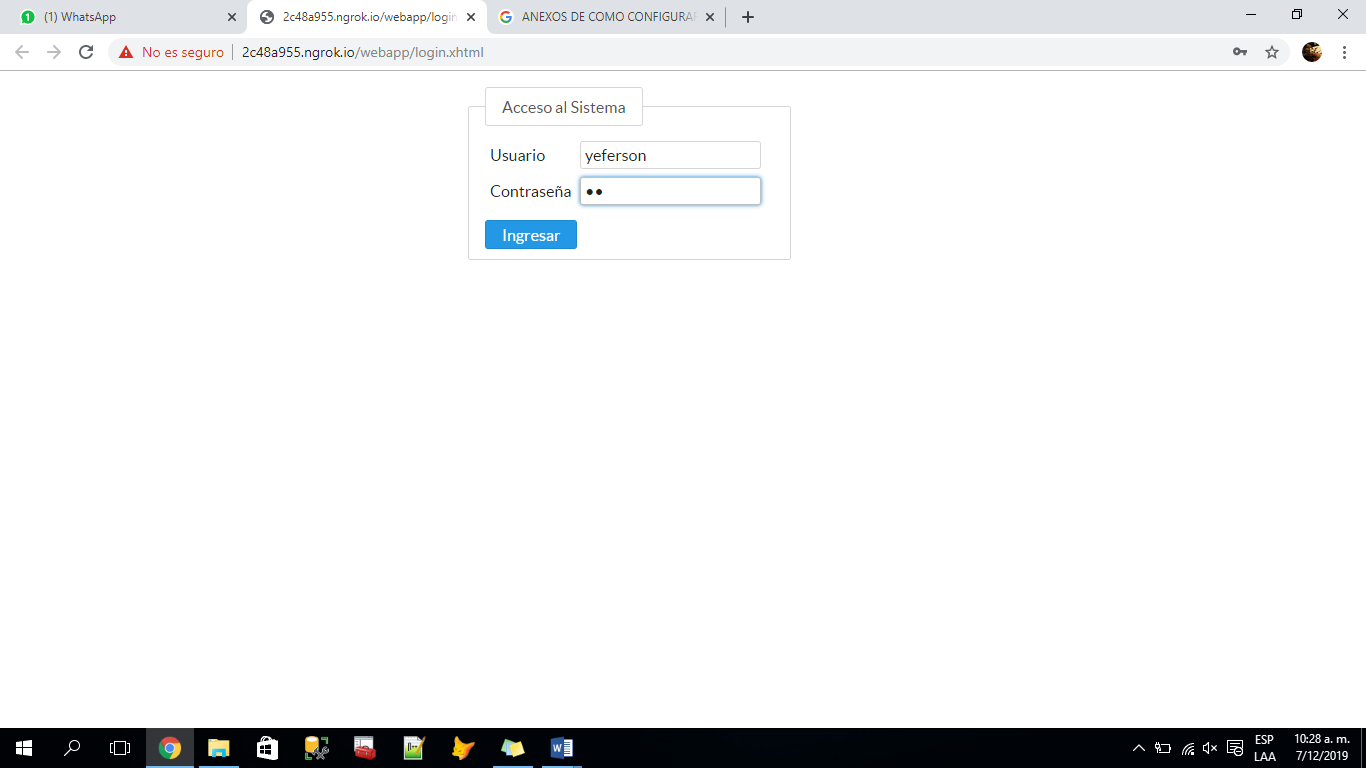 (1) WhatsApp
2c48a955.ngrok.io/webapp/login
ANEXOS DE COMO CONFIGURAR
No es seguro
2c48a955.ngrok.io/webapp/login.xhtml
Acceso al Sistema
Usuario yeferson
Contraseña ••
Ingresar
ESP 10:28 a. m.
LAA 7/12/2019